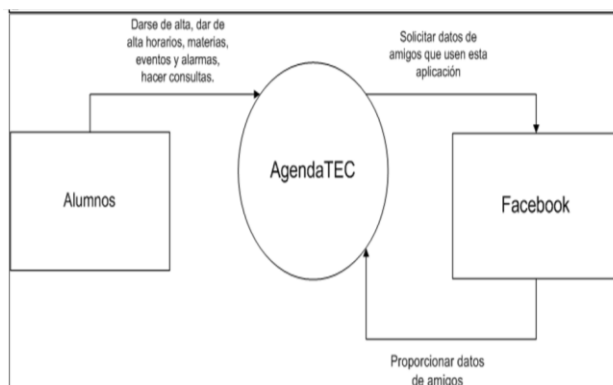 Darse de alta, dar de
alta horarios, materias,
eventos y alarmas,
hacer consultas.
Solicitar datos de
amigos que usen esta
aplicación
Alumnos
AgendaTEC
Facebook
Proporcionar datos
de amigos